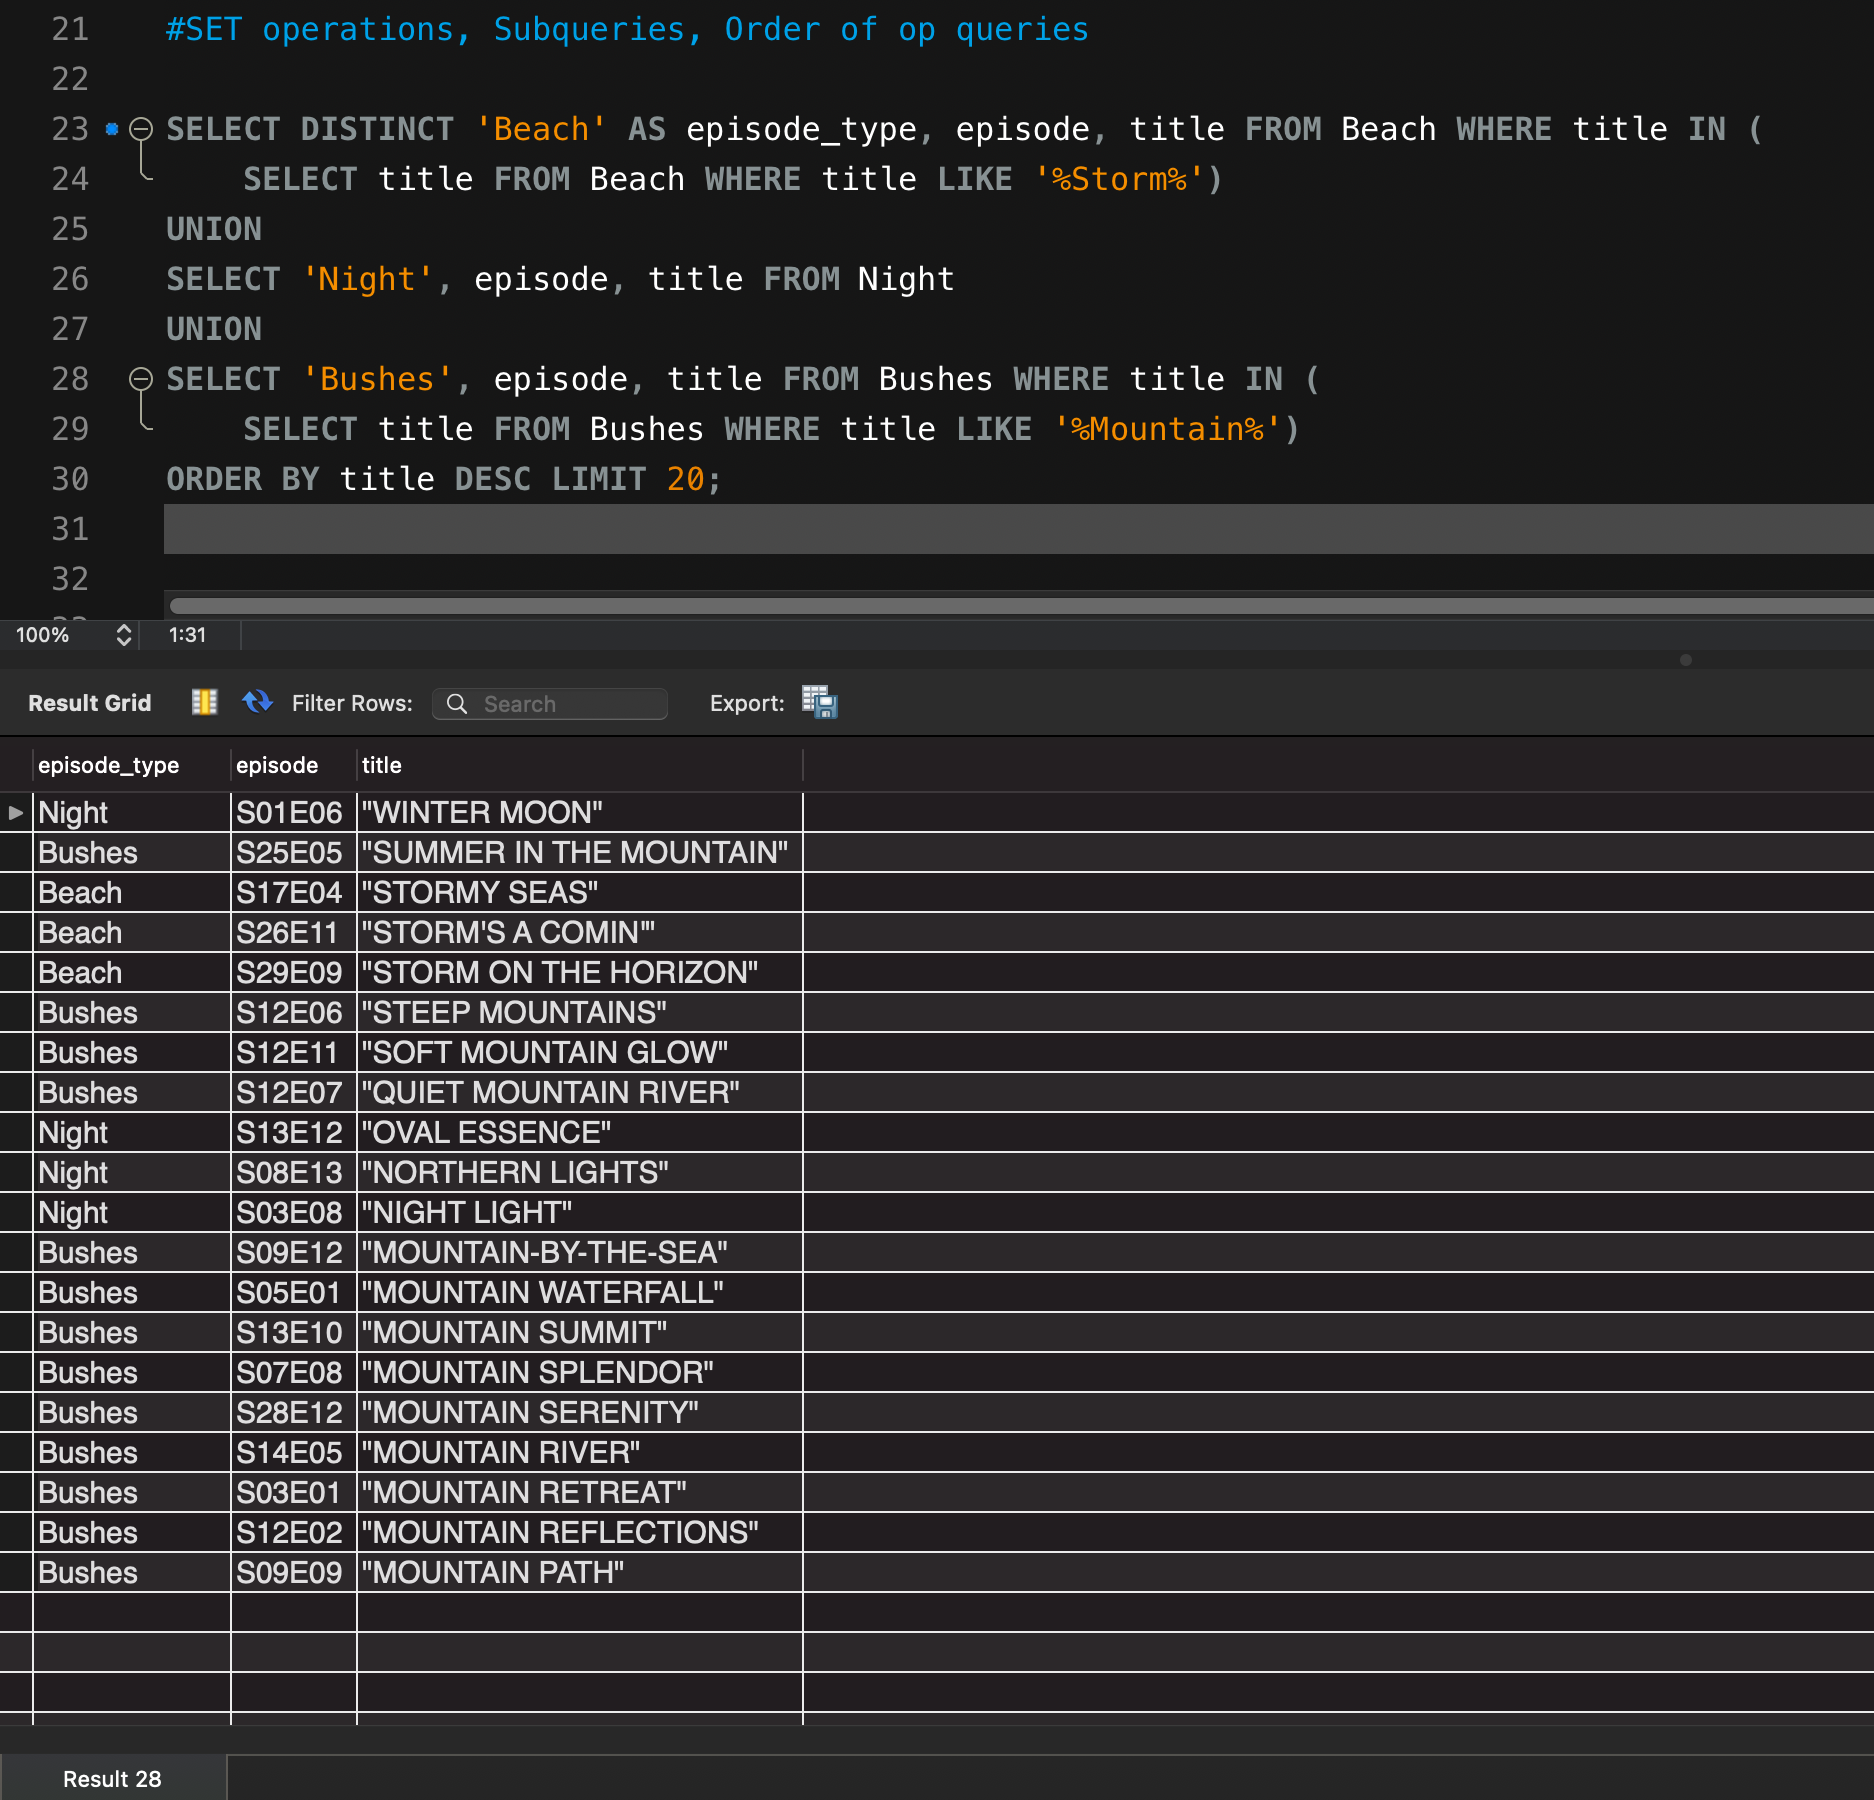 21 #SET operations, Subqueries, Order of op queries
22
23 SELECT DISTINCT 'Beach' AS episode_type, episode, title FROM Beach WHERE title IN (
24 SELECT title FROM Beach WHERE title LIKE '%Storm%')
25 UNION
26 SELECT 'Night', episode, title FROM Night
27 UNION
28 SELECT 'Bushes', episode, title FROM Bushes WHERE title IN (
29 SELECT title FROM Bushes WHERE title LIKE '%Mountain%')
30 ORDER BY title DESC LIMIT 20;
31
32
100% 1:31
Result Grid Filter Rows: Search Export:
episode_type episode title
Night S01E06 "WINTER MOON"
Bushes S25E05 "SUMMER IN THE MOUNTAIN"
Beach S17E04 "STORMY SEAS"
Beach S26E11 "STORM'S A COMIN'"
Beach S29E09 "STORM ON THE HORIZON"
Bushes S12E06 "STEEP MOUNTAINS"
Bushes S12E11 "SOFT MOUNTAIN GLOW"
Bushes S12E07 "QUIET MOUNTAIN RIVER"
Night S13E12 "OVAL ESSENCE"
Night S08E13 "NORTHERN LIGHTS"
Night S03E08 "NIGHT LIGHT"
Bushes S09E12 "MOUNTAIN-BY-THE-SEA"
Bushes S05E01 "MOUNTAIN WATERFALL"
Bushes S13E10 "MOUNTAIN SUMMIT"
Bushes S07E08 "MOUNTAIN SPLENDOR"
Bushes S28E12 "MOUNTAIN SERENITY"
Bushes S14E05 "MOUNTAIN RIVER"
Bushes S03E01 "MOUNTAIN RETREAT"
Bushes S12E02 "MOUNTAIN REFLECTIONS"
Bushes S09E09 "MOUNTAIN PATH"
Result 28